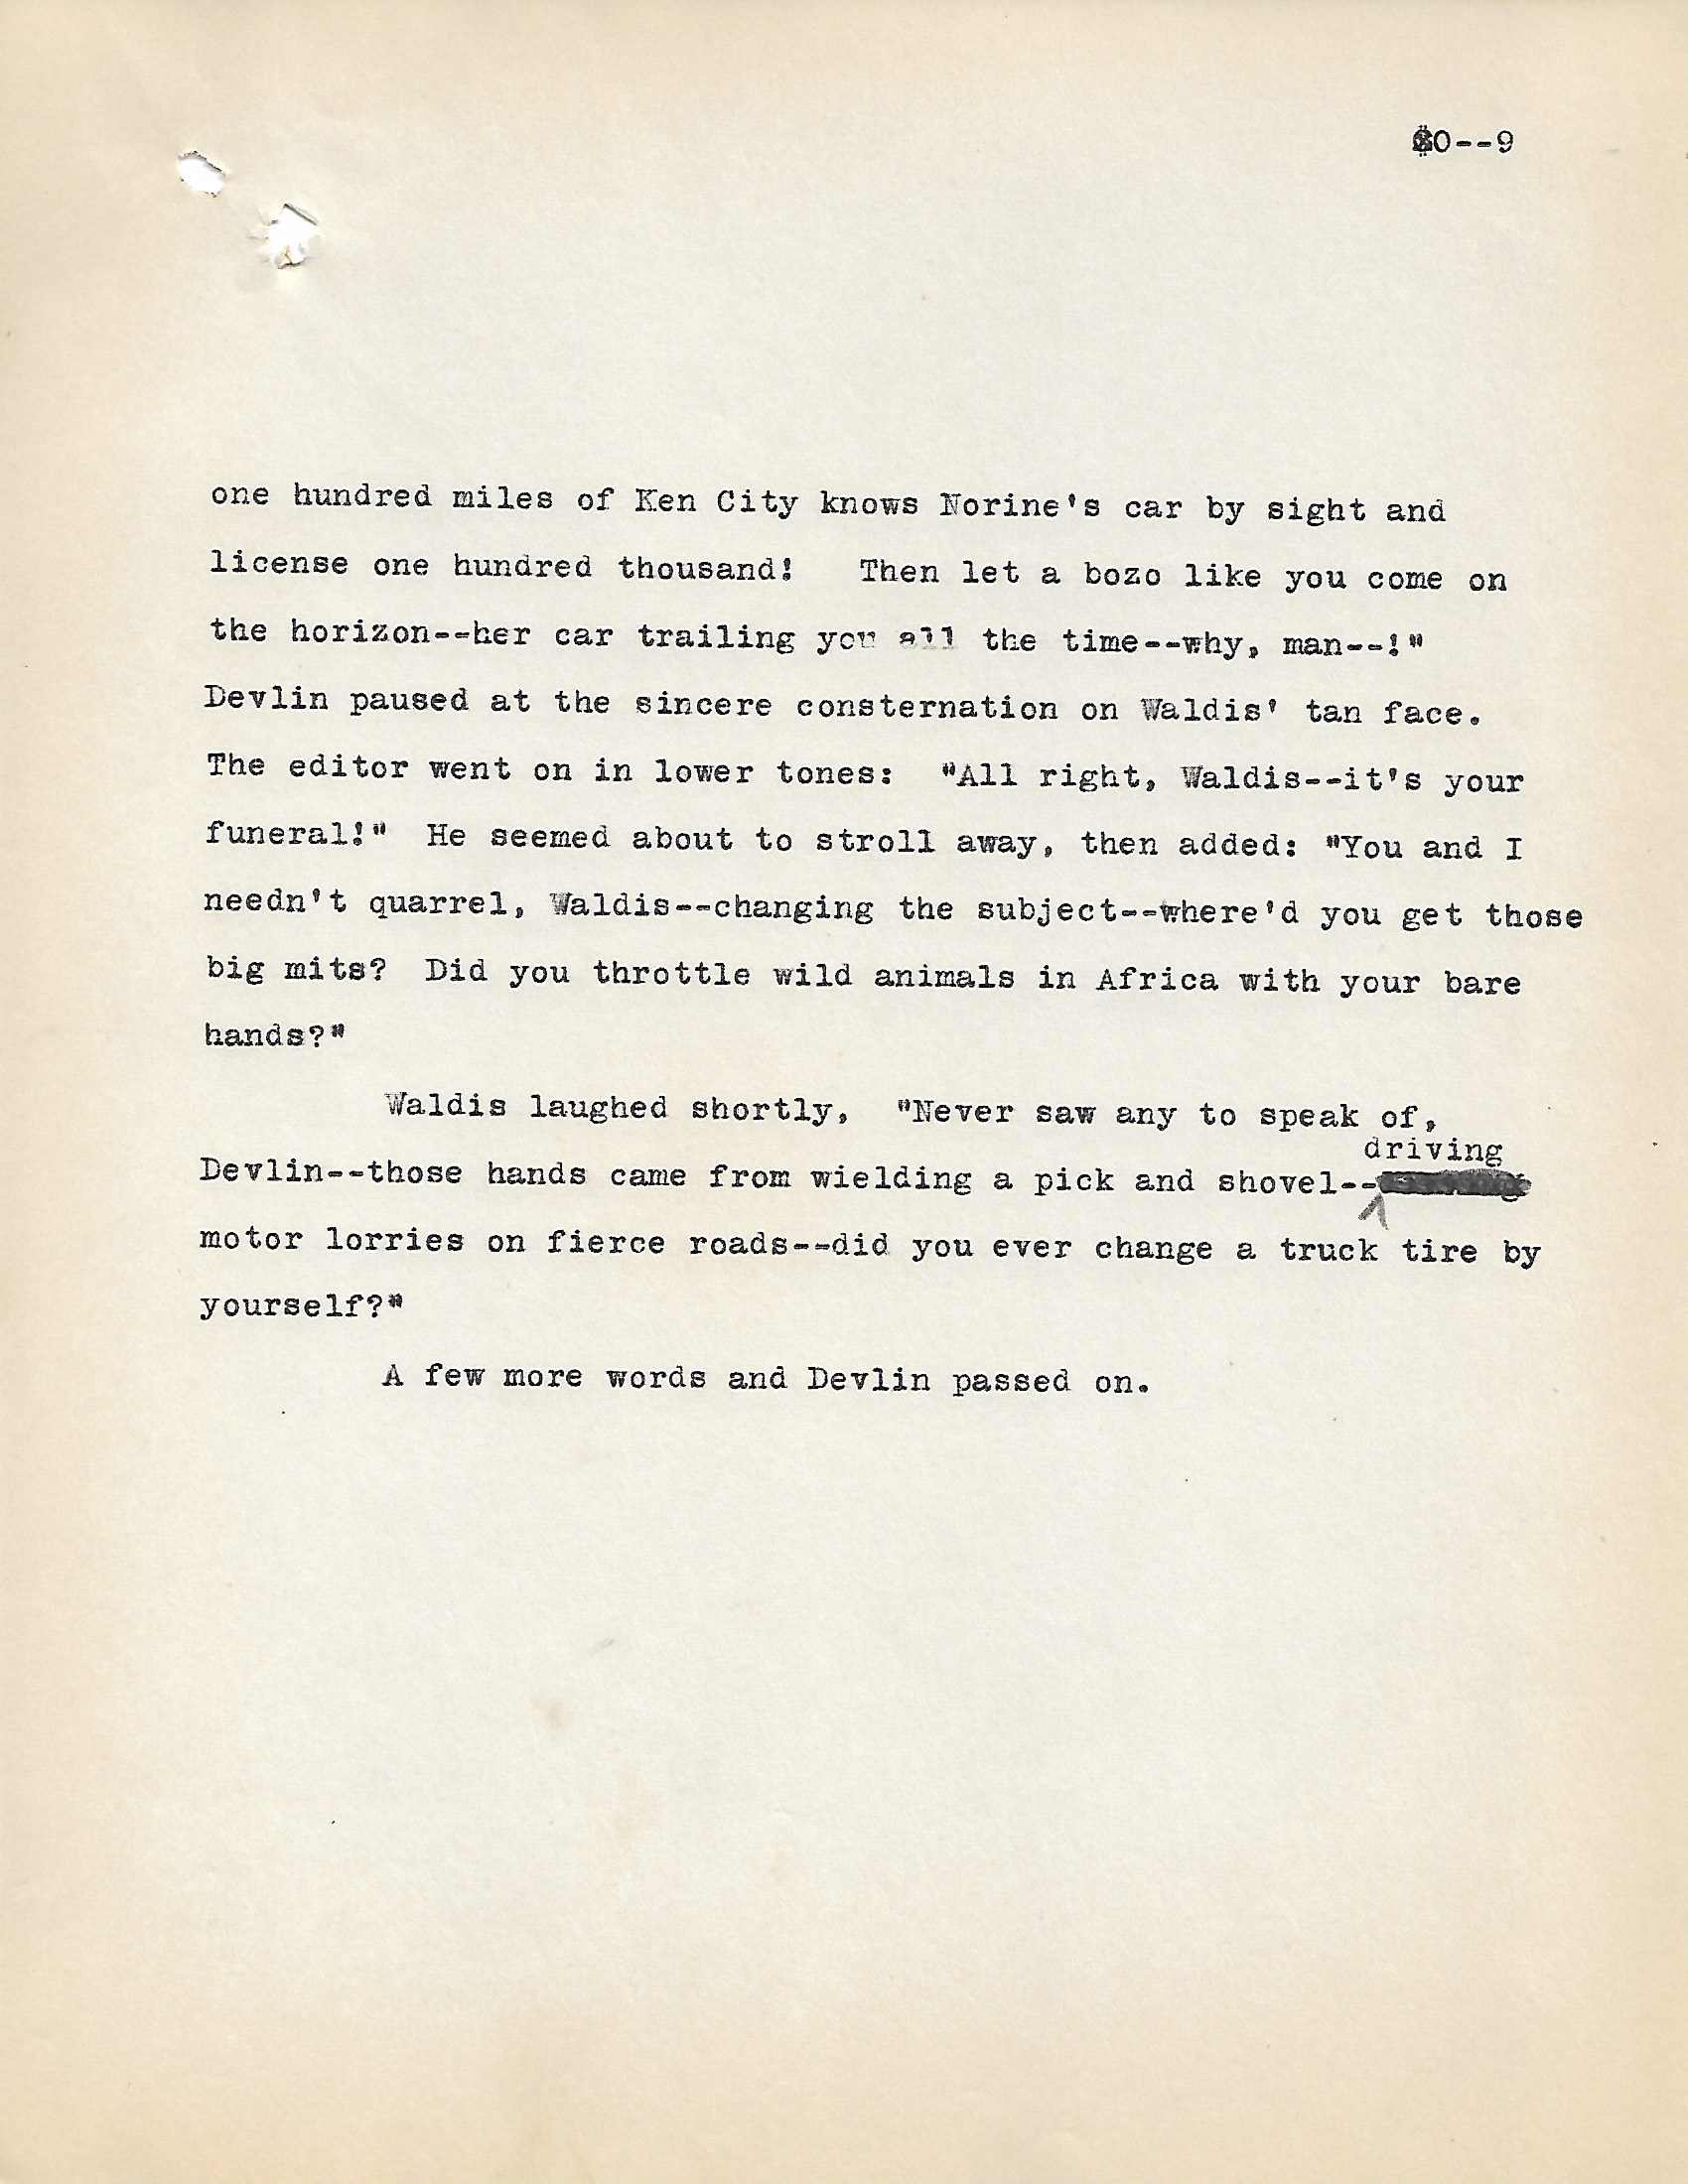 0--9
one hundred miles of Ken City knows Norine's car by sight and
license one hundred thousand!   Then let a bozo like you come on
the horizon--her car trailing you all the time--why, man--!"
Devlin paused at the sincere consternation on Waldis' tan face.
The editor went on in lower tones:  "All right, Waldis--it's your
funeral!"  He seemed about to stroll away, then added: "You and I
needn't quarrel, Waldis--changing the subject--where'd you get those
big mits?  Did you throttle wild animals in Africa with your bare
hands?"
Waldis laughed shortly,  "Never saw any to speak of,
driving
Devlin--those hands came from wielding a pick and shovel--
motor lorries on fierce roads--did you ever change a truck tire by
yourself?"
A few more words and Devlin passed on.